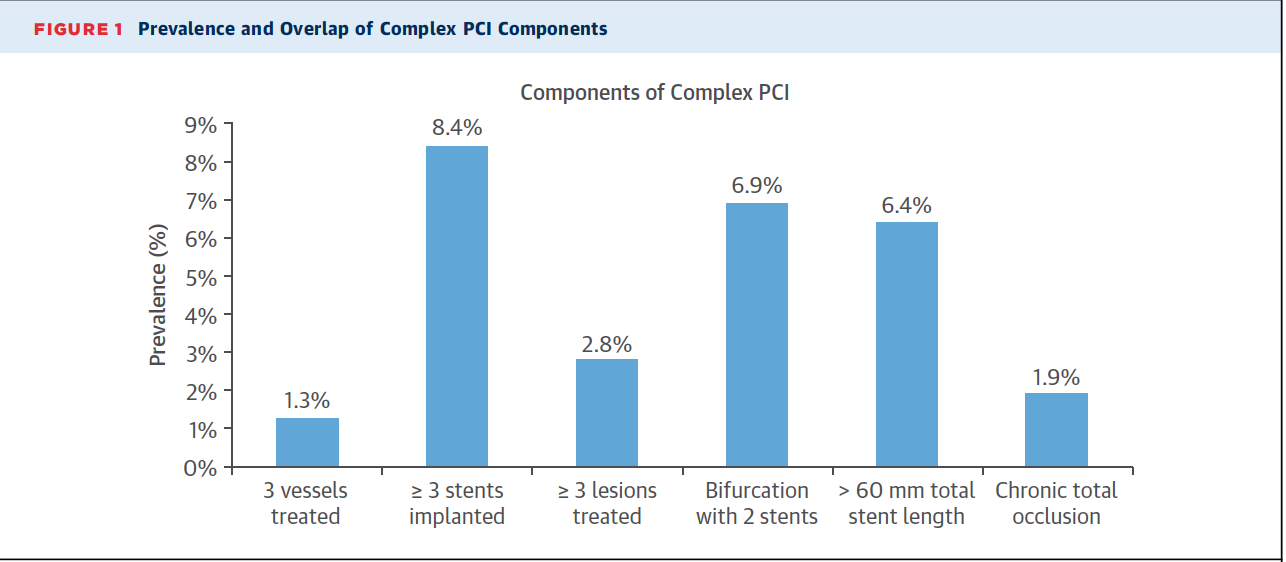 FIGURE 1 Prevalence and Overlap of Complex PCI Components
Components of Complex PCI
Prevalence (%)
9%
8%
7%
6%
5%
4%
3%
2%
1%
0%
1.3%
8.4%
2.8%
6.9%
6.4%
1.9%
3 vessels
treated
≥ 3 stents
implanted
≥ 3 lesions
treated
Bifurcation
with 2 stents
> 60 mm total
stent length
Chronic total
occlusion